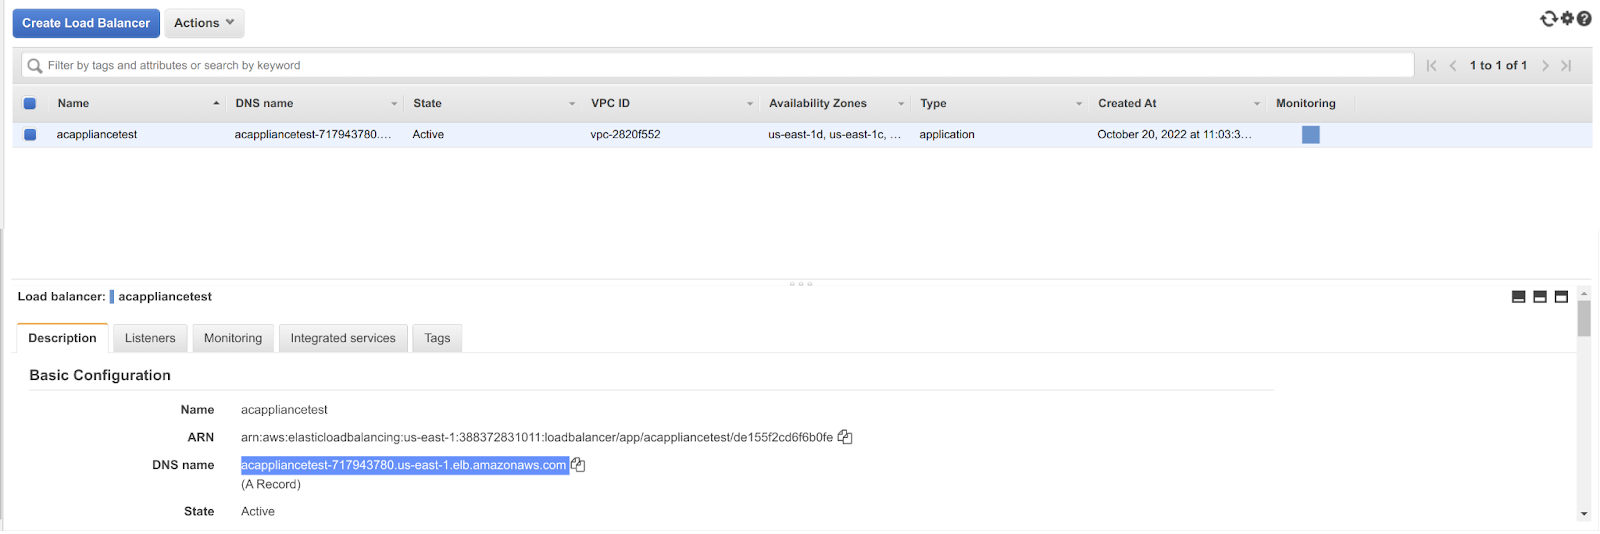 Create Load Balancer Actions
Filter by tags and attributes or search by keyword 1 to 1 of 1
Name DNS name State VPC ID Availability Zones Type Created At Monitoring
acappliancetest acappliancetest-717943780.... Active vpc-2820f552 us-east-1d, us-east-1c, ... application October 20, 2022 at 11:03:3...
Load balancer: acappliancetest
Description Listeners Monitoring Integrated services Tags
Basic Configuration
Name acappliancetest
ARN arn:aws:elasticloadbalancing:us-east-1:388372831011:loadbalancer/app/acappliancetest/de155f2cd6f6b0fe
DNS name acappliancetest-717943780.us-east-1.elb.amazonaws.com
(A Record)
State Active